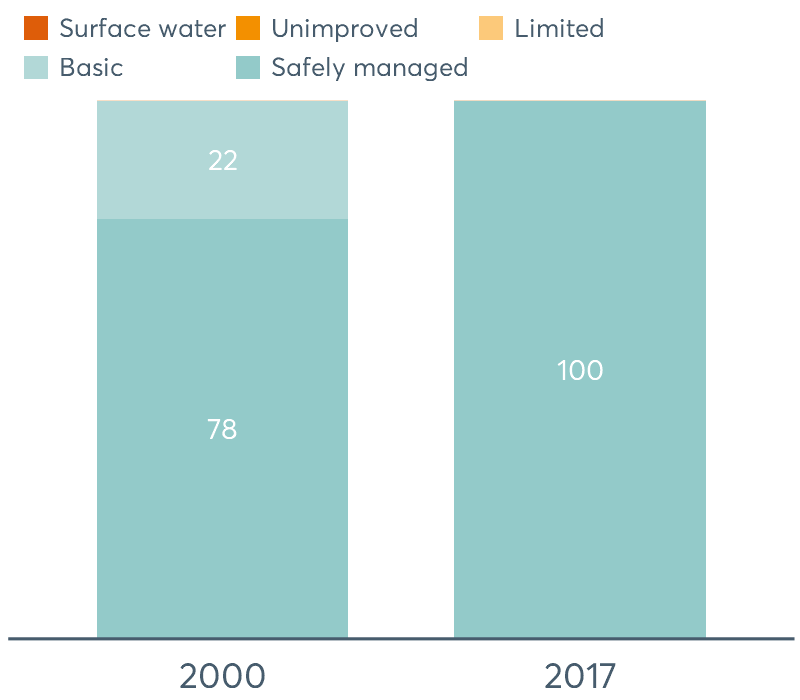 Surface water Unimproved Limited
Basic Safely managed
22
100
78
2000 2017